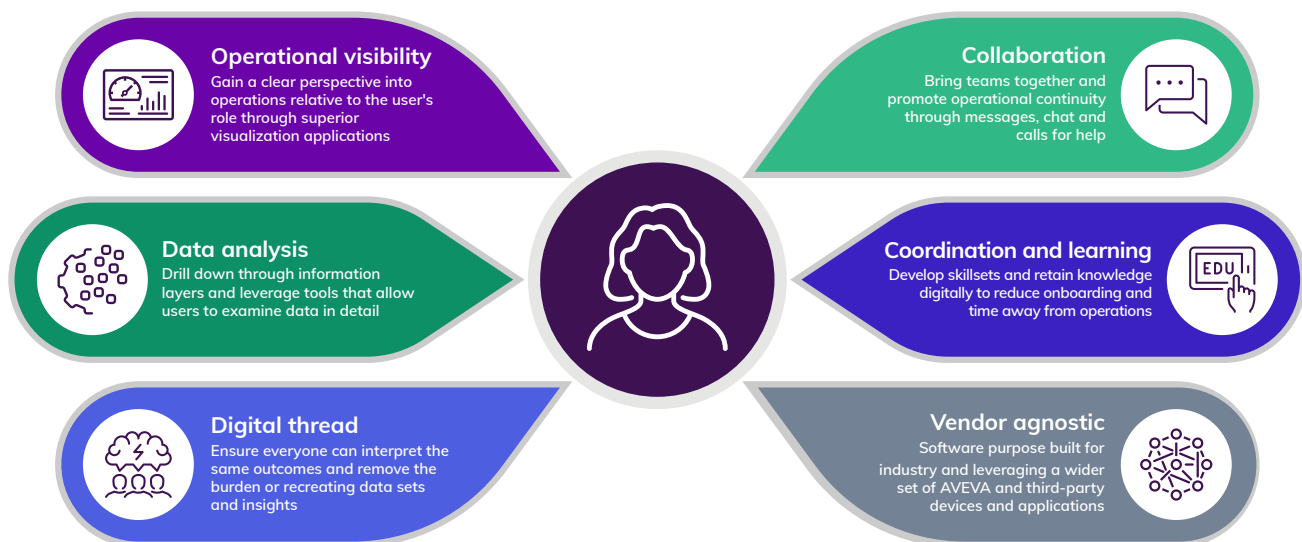 Operational visibility
Gain a clear perspective into
operations relative to the user's
role through superior
visualization applications
Collaboration
Bring teams together and
promote operational continuity
through messages, chat and
calls for help
Data analysis
Drill down through information
layers and leverage tools that allow
users to examine data in detail
Coordination and learning
Develop skillsets and retain knowledge
digitally to reduce onboarding and
time away from operations
EDU
Digital thread
Ensure everyone can interpret the
same outcomes and remove the
burden or recreating data sets
and insights
Vendor agnostic
Software purpose built for
industry and leveraging a wider
set of AVEVA and third-party
devices and applications